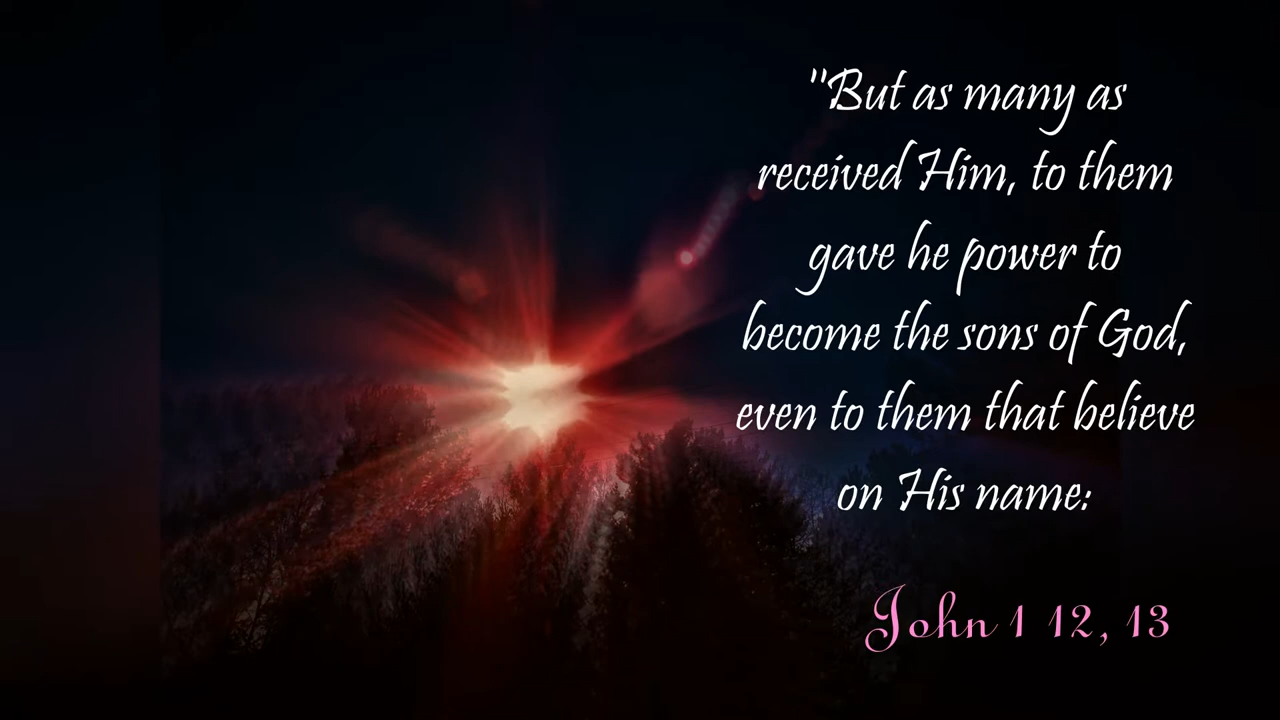 "But as many as
received Him, to them
gave he power to
become the sons of God,
even to them that believe
on His name:
John 1 12, 13